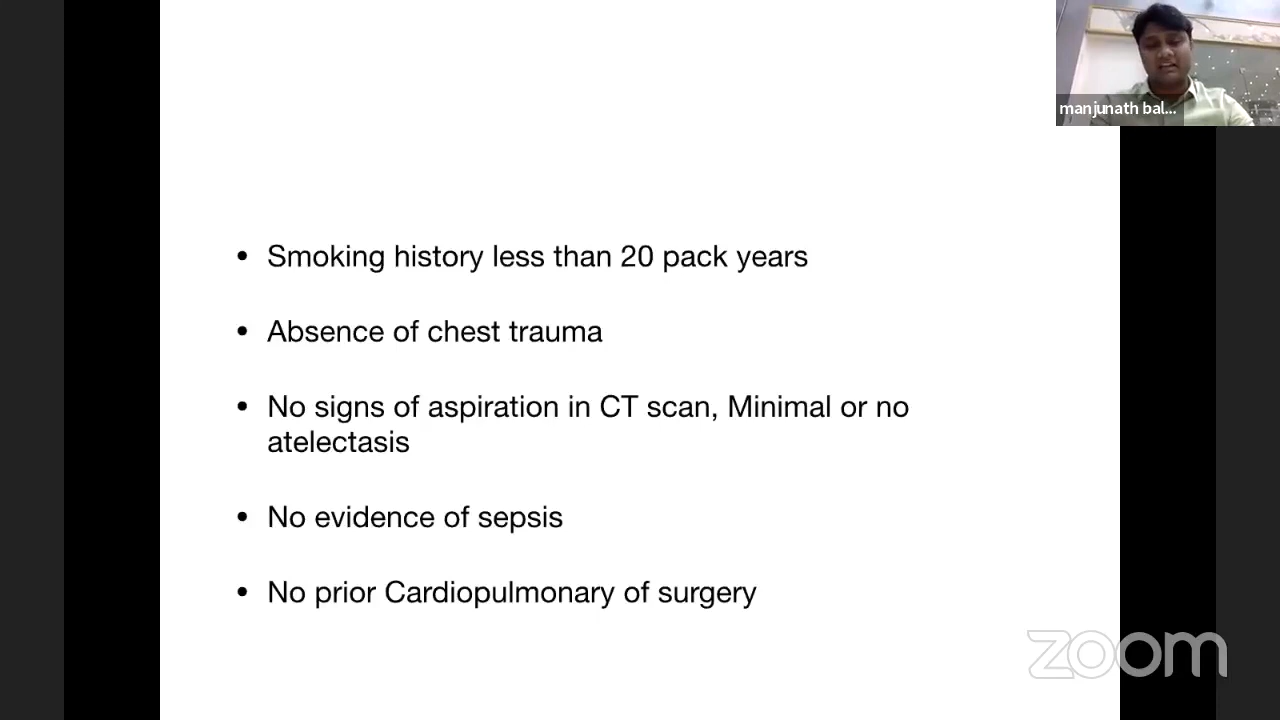 manjunath bal...
• Smoking history less than 20 pack years
• Absence of chest trauma
• No signs of aspiration in CT scan, Minimal or no
atelectasis
• No evidence of sepsis
• No prior Cardiopulmonary of surgery
zoom